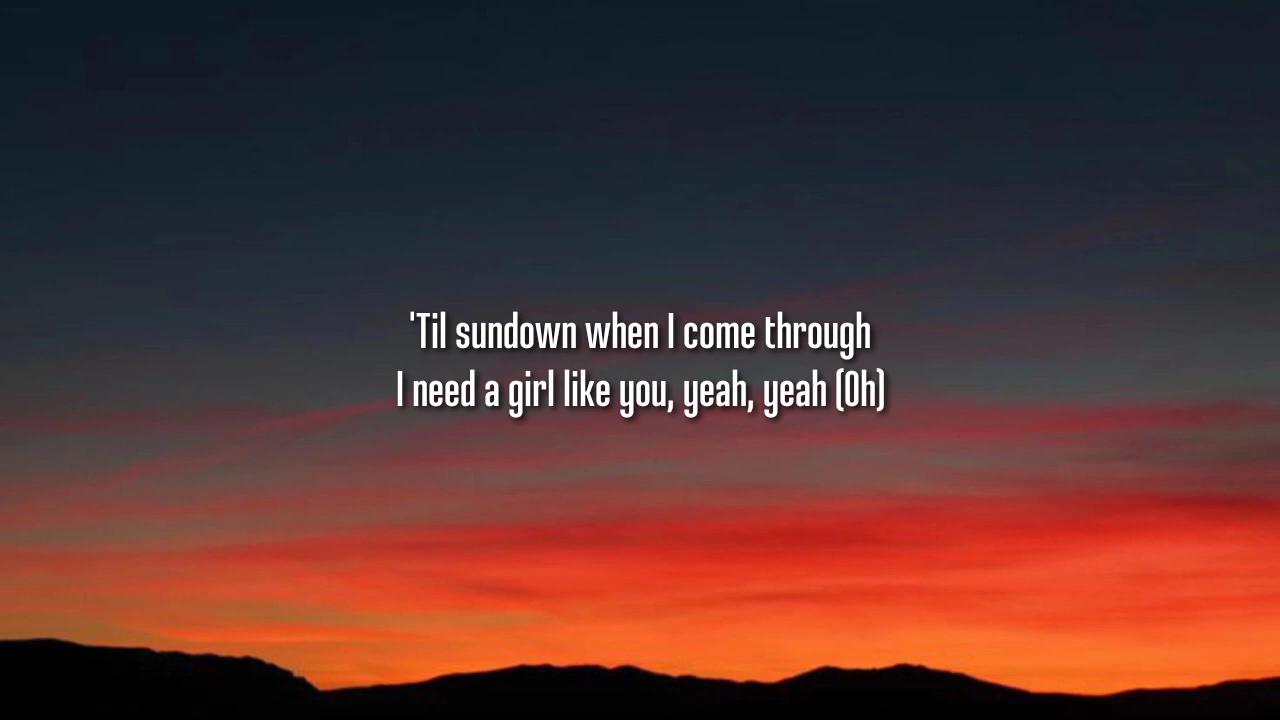 'Til sundown when I come through
I need a girl like you, yeah, yeah (Oh)